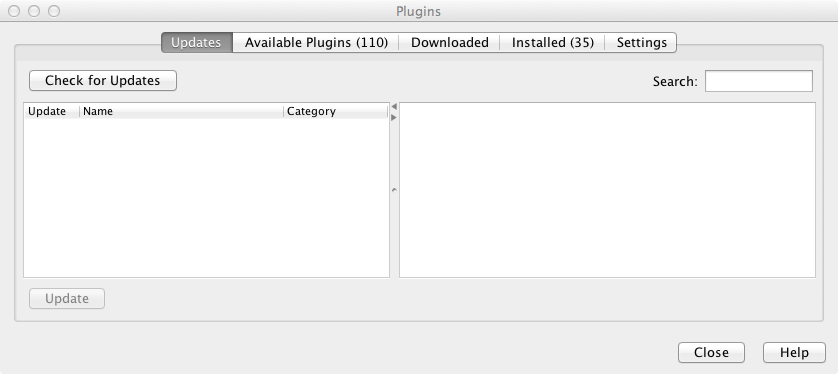 Plugins
Updates Available Plugins (110) Downloaded Installed (35) Settings
Check for Updates Search:
Update Name Category
Update
Close Help